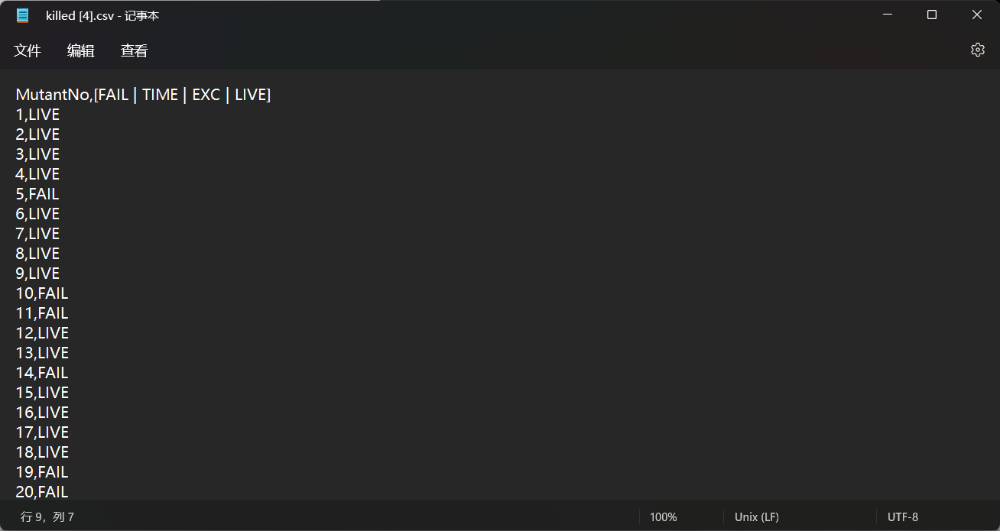 killed [4].csv - 记事本
文件 编辑 查看
MutantNo,[FAIL | TIME | EXC | LIVE]
1,LIVE
2,LIVE
3,LIVE
4,LIVE
5,FAIL
6,LIVE
7,LIVE
8,LIVE
9,LIVE
10,FAIL
11,FAIL
12,LIVE
13,LIVE
14,FAIL
15,LIVE
16,LIVE
17,LIVE
18,LIVE
19,FAIL
20,FAIL
行 9，列 7 100% Unix (LF) UTF-8